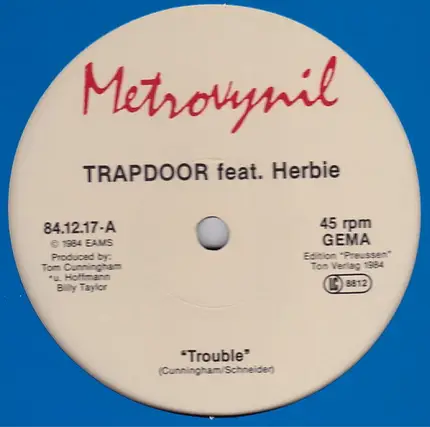 Metrovynil
TRAPDOOR feat. Herbie
84.12.17-A
℗ 1984 EAMS
Produced by:
Tom Cunningham
*u. Hoffmann
Billy Taylor
45 rpm
GEMA
Edition "Preussen"
Ton Verlag 1984
LC 8812
"Trouble"
(Cunningham/Schneider)